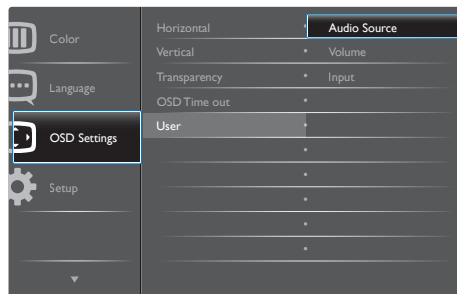 Color
Language
OSD Settings
Setup
Horizontal
Vertical
Transparency
OSD Time out
User
Audio Source
Volume
Input